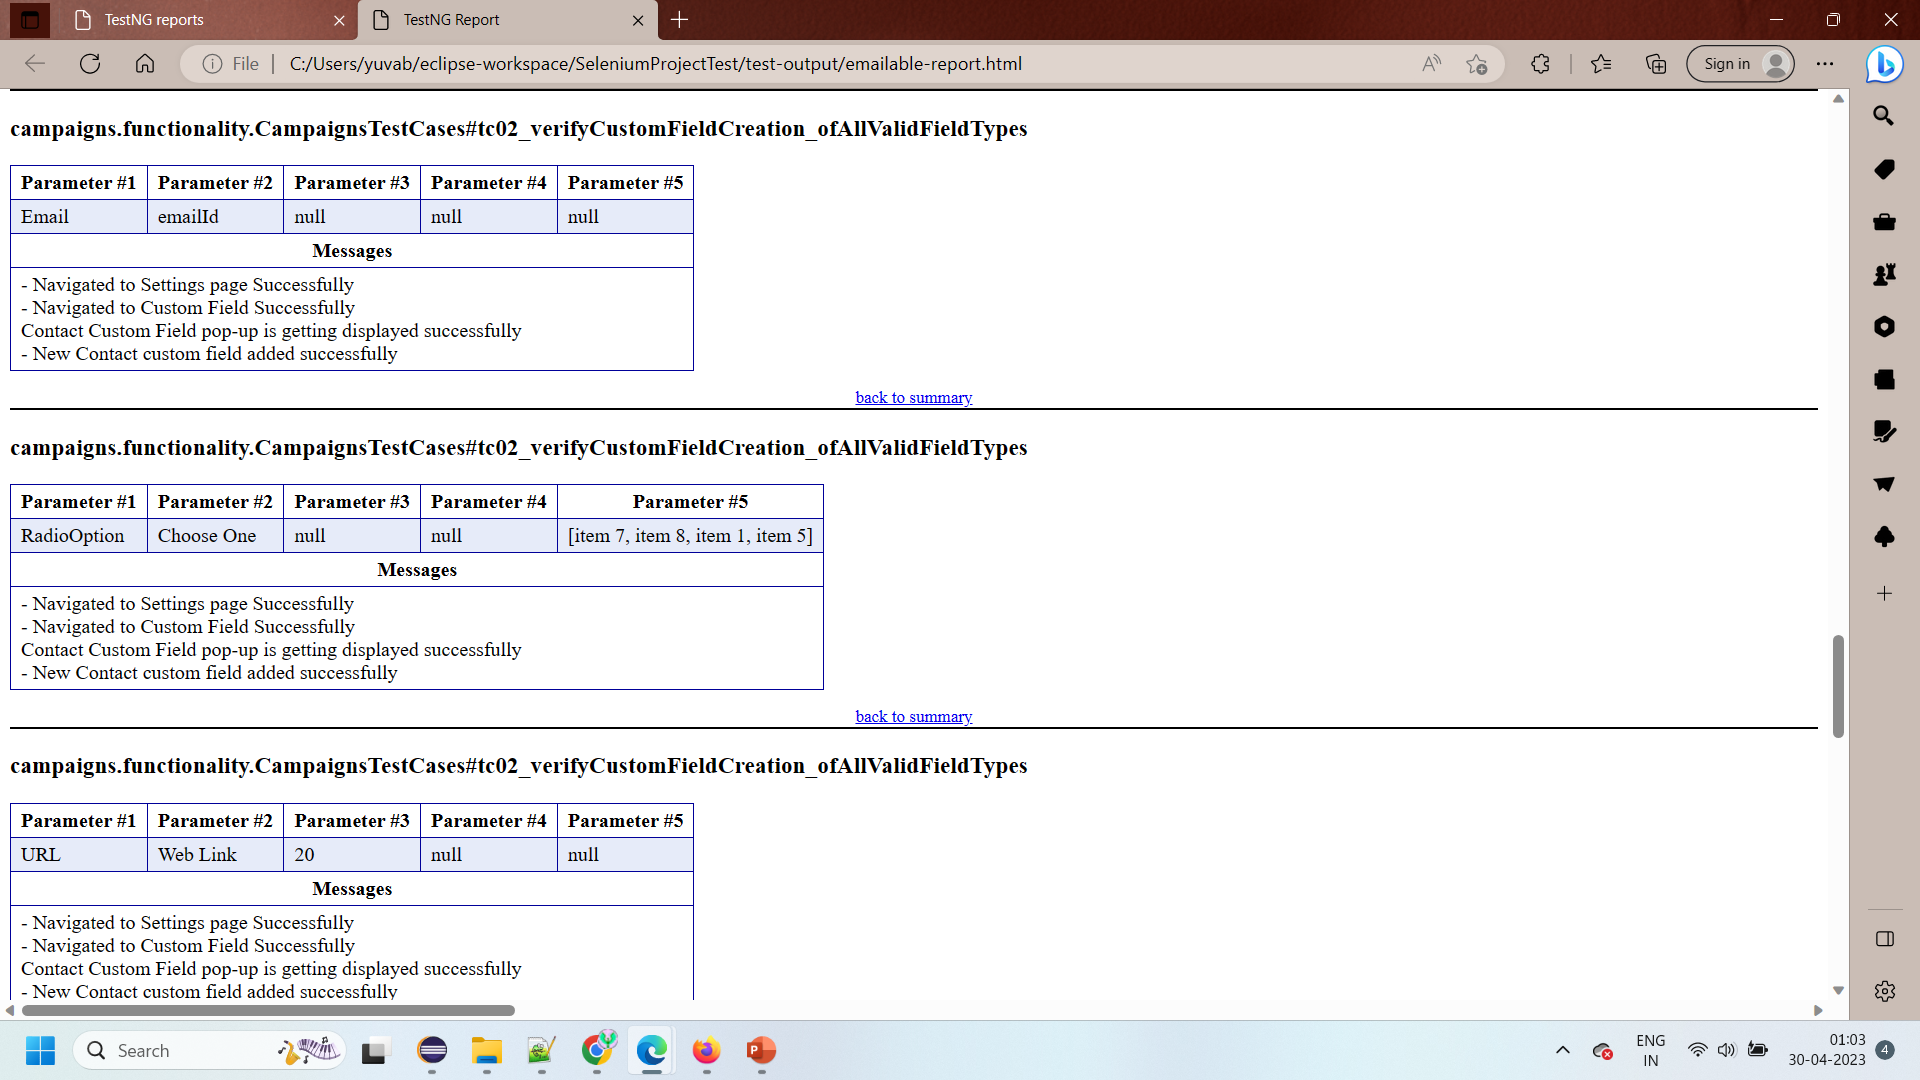 TestNG reports
TestNG Report
File
C:/Users/yuvab/eclipse-workspace/SeleniumProjectTest/test-output/emailable-report.html
Sign in
campaigns.functionality.CampaignsTestCases#tc02_verifyCustomFieldCreation_ofAllValidFieldTypes
Parameter #1 Parameter #2 Parameter #3 Parameter #4 Parameter #5
Email emailId null null null
Messages
- Navigated to Settings page Successfully
- Navigated to Custom Field Successfully
Contact Custom Field pop-up is getting displayed successfully
- New Contact custom field added successfully
back to summary
campaigns.functionality.CampaignsTestCases#tc02_verifyCustomFieldCreation_ofAllValidFieldTypes
Parameter #1 Parameter #2 Parameter #3 Parameter #4 Parameter #5
RadioOption Choose One null null [item 7, item 8, item 1, item 5]
Messages
- Navigated to Settings page Successfully
- Navigated to Custom Field Successfully
Contact Custom Field pop-up is getting displayed successfully
- New Contact custom field added successfully
back to summary
campaigns.functionality.CampaignsTestCases#tc02_verifyCustomFieldCreation_ofAllValidFieldTypes
Parameter #1 Parameter #2 Parameter #3 Parameter #4 Parameter #5
URL Web Link 20 null null
Messages
- Navigated to Settings page Successfully
- Navigated to Custom Field Successfully
Contact Custom Field pop-up is getting displayed successfully
- New Contact custom field added successfully
Search
ENG
IN
01:03
30-04-2023
4